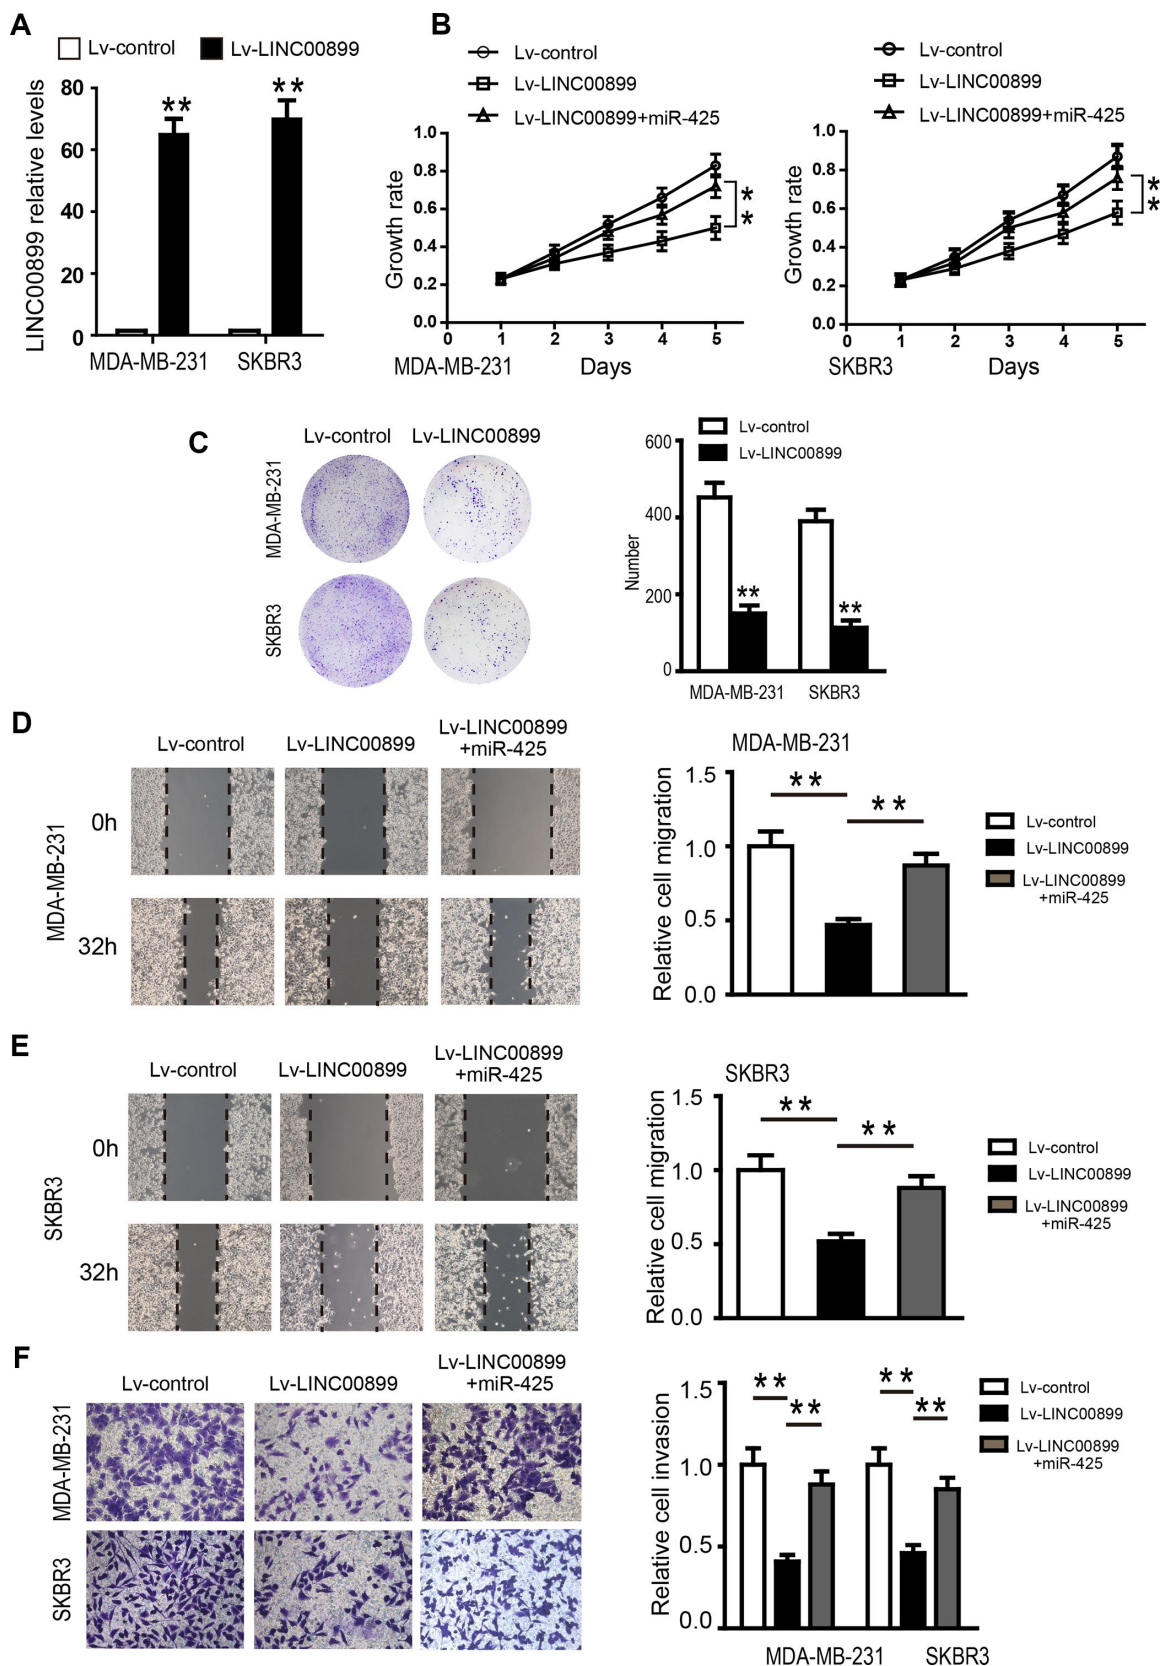 A
Lv-control
Lv-LINC00899
LINC00899 relative levels
80
60
40
20
0
**
**
MDA-MB-231
SKBR3
B
Lv-control
Lv-LINC00899
Lv-LINC00899+miR-425
Growth rate
1.0
0.8
0.6
0.4
0.2
0.0
0
1
2
3
4
5
**
MDA-MB-231
Days
Lv-control
Lv-LINC00899
Lv-LINC00899+miR-425
Growth rate
1.0
0.8
0.6
0.4
0.2
0.0
0
1
2
3
4
5
**
SKBR3
Days
C
Lv-control
Lv-LINC00899
MDA-MB-231
SKBR3
Lv-control
Lv-LINC00899
Number
600
400
200
0
**
**
MDA-MB-231
SKBR3
D
Lv-control
Lv-LINC00899
Lv-LINC00899
+miR-425
MDA-MB-231
0h
32h
MDA-MB-231
Relative cell migration
1.5
1.0
0.5
0.0
**
**
Lv-control
Lv-LINC00899
Lv-LINC00899
+miR-425
E
Lv-control
Lv-LINC00899
Lv-LINC00899
+miR-425
SKBR3
0h
32h
SKBR3
Relative cell migration
1.5
1.0
0.5
0.0
**
**
Lv-control
Lv-LINC00899
Lv-LINC00899
+miR-425
F
Lv-control
Lv-LINC00899
Lv-LINC00899
+miR-425
MDA-MB-231
SKBR3
Relative cell invasion
1.5
1.0
0.5
0.0
**
**
**
**
MDA-MB-231
SKBR3
Lv-control
Lv-LINC00899
Lv-LINC00899
+miR-425